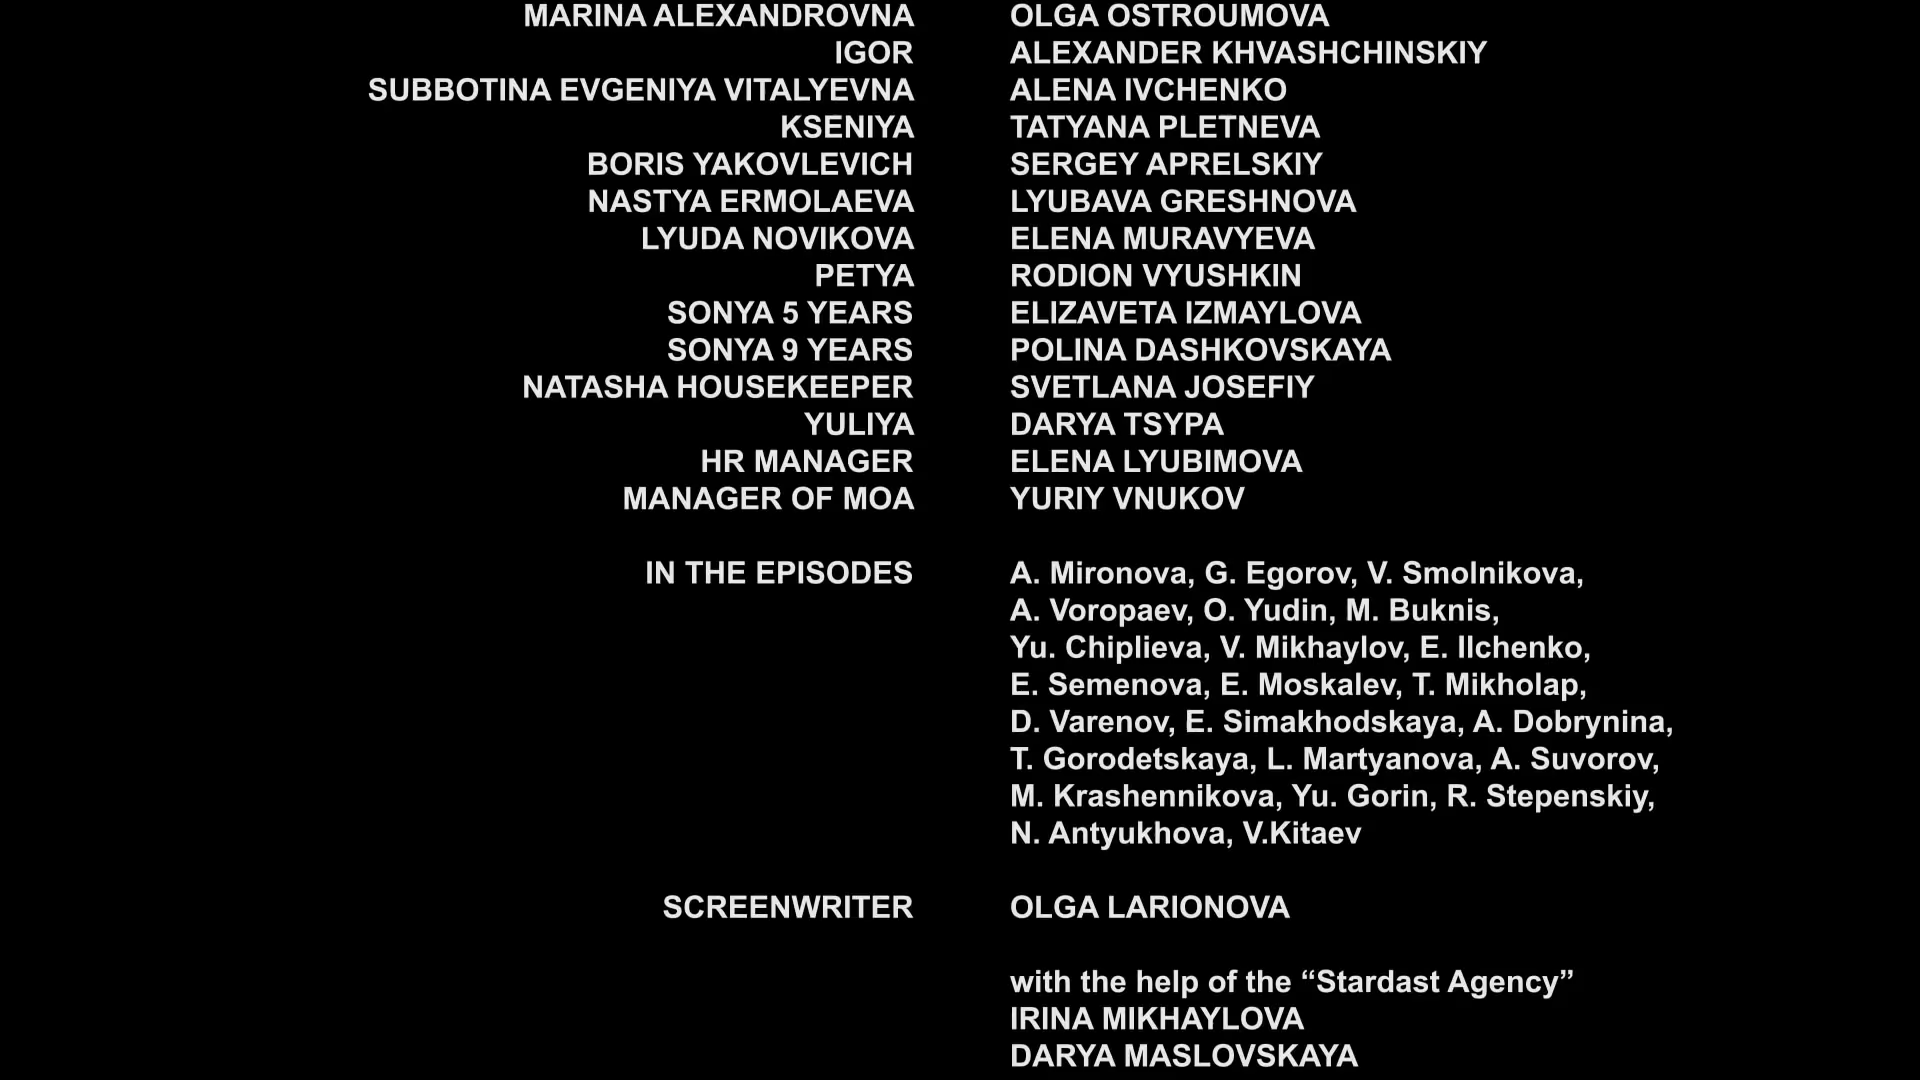 MARINA ALEXANDROVNA OLGA OSTROUMOVA
IGOR ALEXANDER KHVASHCHINSKIY
SUBBOTINA EVGENIYA VITALYEVNA ALENA IVCHENKO
KSENIYA TATYANA PLETNEVA
BORIS YAKOVLEVICH SERGEY APRELSKIY
NASTYA ERMOLAEVA LYUBAVA GRESHNOVA
LYUDA NOVIKOVA ELENA MURAVYEVA
PETYA RODION VYUSHKIN
SONYA 5 YEARS ELIZAVETA IZMAYLOVA
SONYA 9 YEARS POLINA DASHKOVSKAYA
NATASHA HOUSEKEEPER SVETLANA JOSEFIY
YULIYA DARYA TSYPA
HR MANAGER ELENA LYUBIMOVA
MANAGER OF MOA YURIY VNUKOV
IN THE EPISODES A. Mironova, G. Egorov, V. Smolnikova,
A. Voropaev, O. Yudin, M. Buknis,
Yu. Chiplieva, V. Mikhaylov, E. Ilchenko,
E. Semenova, E. Moskalev, T. Mikholap,
D. Varenov, E. Simakhodskaya, A. Dobrynina,
T. Gorodetskaya, L. Martyanova, A. Suvorov,
M. Krashennikova, Yu. Gorin, R. Stepenskiy,
N. Antyukhova, V.Kitaev
SCREENWRITER OLGA LARIONOVA
with the help of the “Stardast Agency”
IRINA MIKHAYLOVA
DARYA MASLOVSKAYA